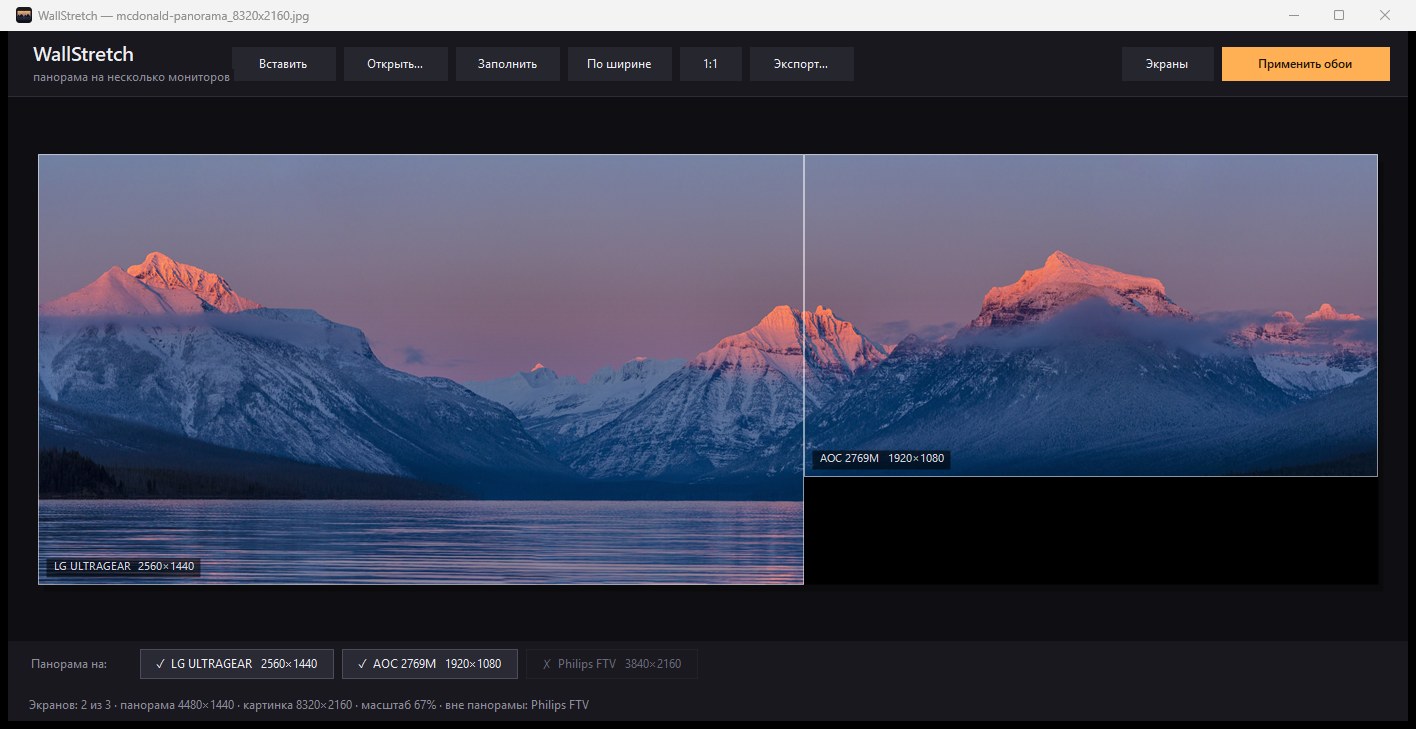 WallStretch — mcdonald-panorama_8320x2160.jpg
WallStretch
панорама на несколько мониторов
Вставить
Открыть...
Заполнить
По ширине
1:1
Экспорт...
Экраны
Применить обои
AOC 2769M 1920×1080
LG ULTRAGEAR 2560×1440
Панорама на:
✓ LG ULTRAGEAR 2560×1440
✓ AOC 2769M 1920×1080
✗ Philips FTV 3840×2160
Экранов: 2 из 3 · панорама 4480×1440 · картинка 8320×2160 · масштаб 67% · вне панорамы: Philips FTV